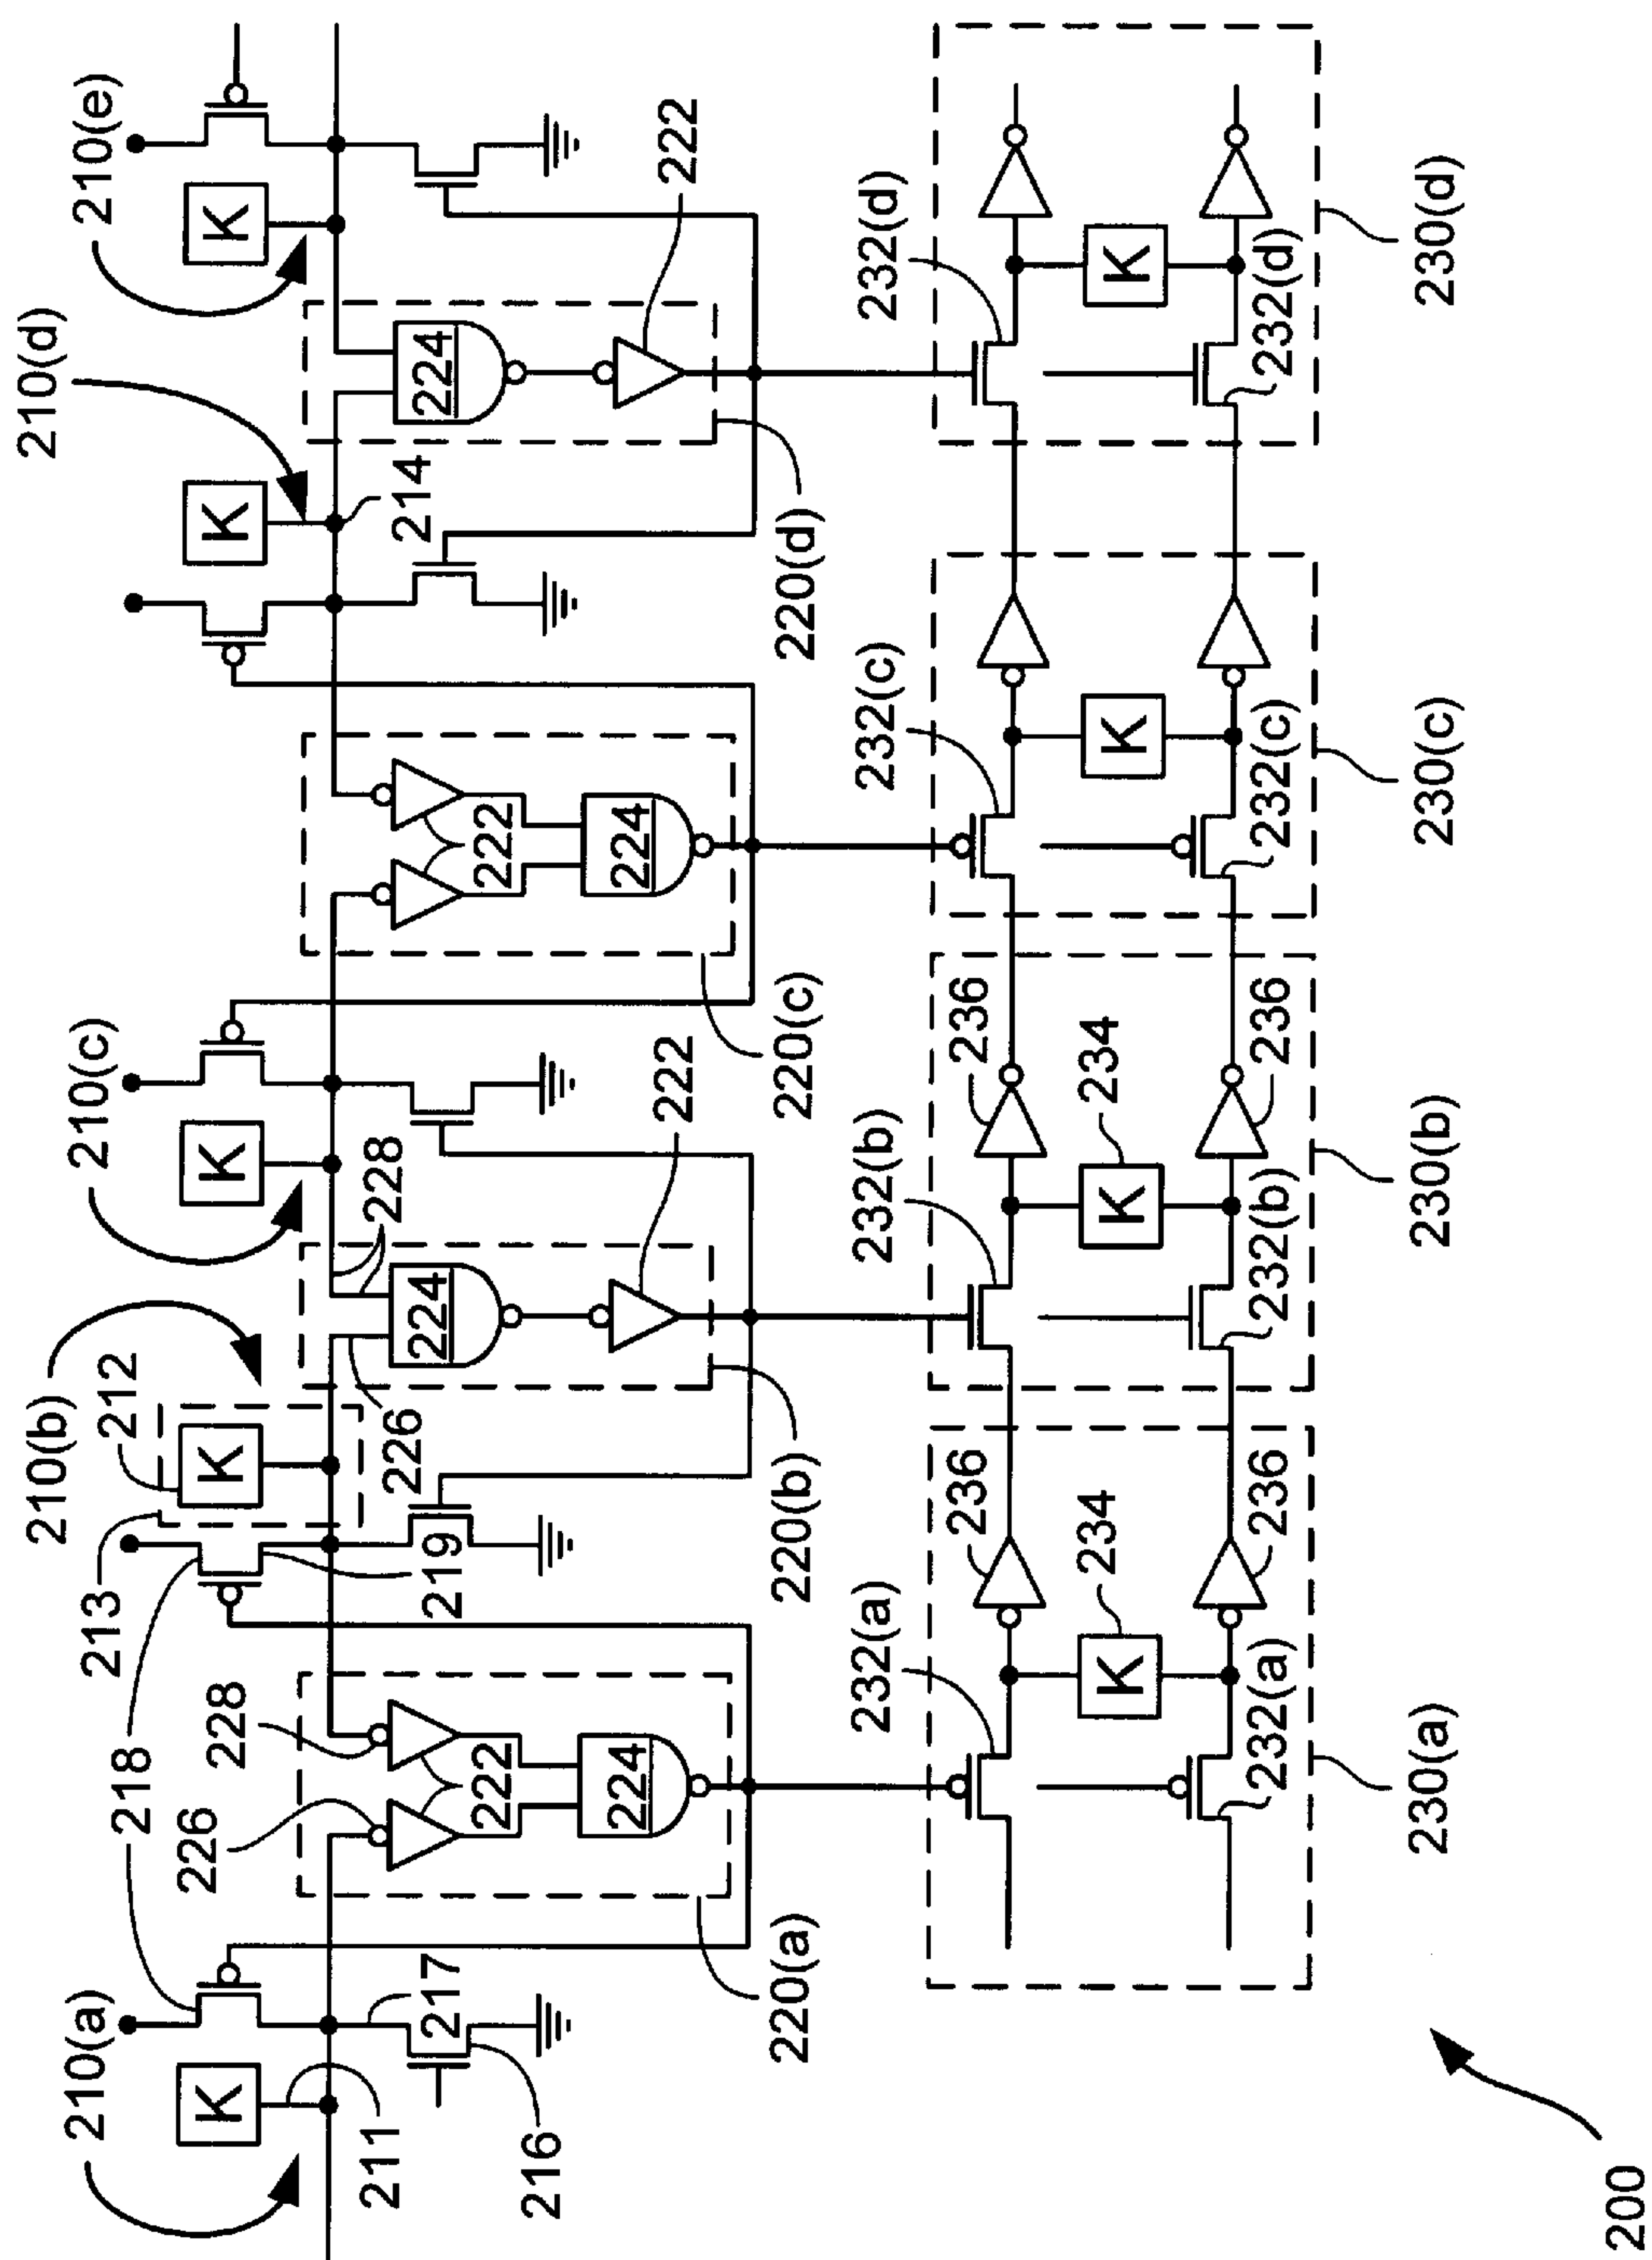 210(a)
210(b)
210(c)
210(d)
210(e)
K
K
K
K
K
211
218
213
212
217
216
219
226
228
226
228
214
222
224
224
222
222
224
224
222
220(a)
220(b)
220(c)
220(d)
232(a)
236
232(b)
236
232(c)
232(d)
K
234
K
234
K
K
232(a)
236
232(b)
236
232(c)
232(d)
230(a)
230(b)
230(c)
230(d)
200